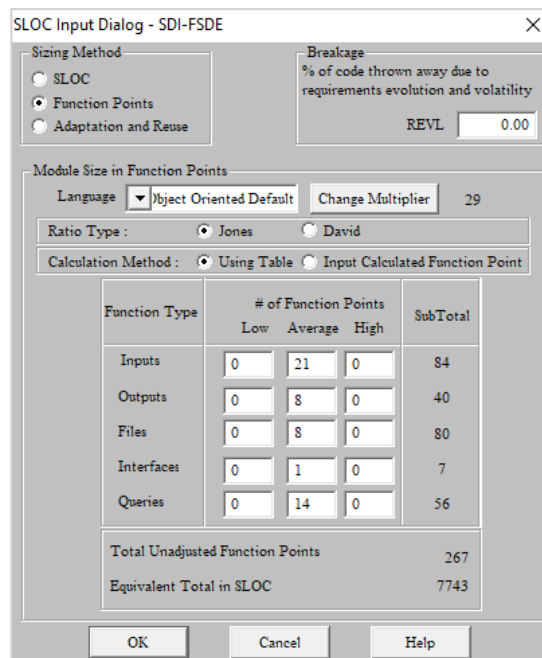 SLOC Input Dialog - SDI-FSDE
Sizing Method
SLOC
Function Points
Adaptation and Reuse
Breakage
% of code thrown away due to
requirements evolution and volatility
REVL 0.00
Module Size in Function Points
Language Object Oriented Default Change Multiplier 29
Ratio Type : Jones David
Calculation Method : Using Table Input Calculated Function Point
Function Type # of Function Points SubTotal
Low Average High
Inputs 0 21 0 84
Outputs 0 8 0 40
Files 0 8 0 80
Interfaces 0 1 0 7
Queries 0 14 0 56
Total Unadjusted Function Points 267
Equivalent Total in SLOC 7743
OK Cancel Help